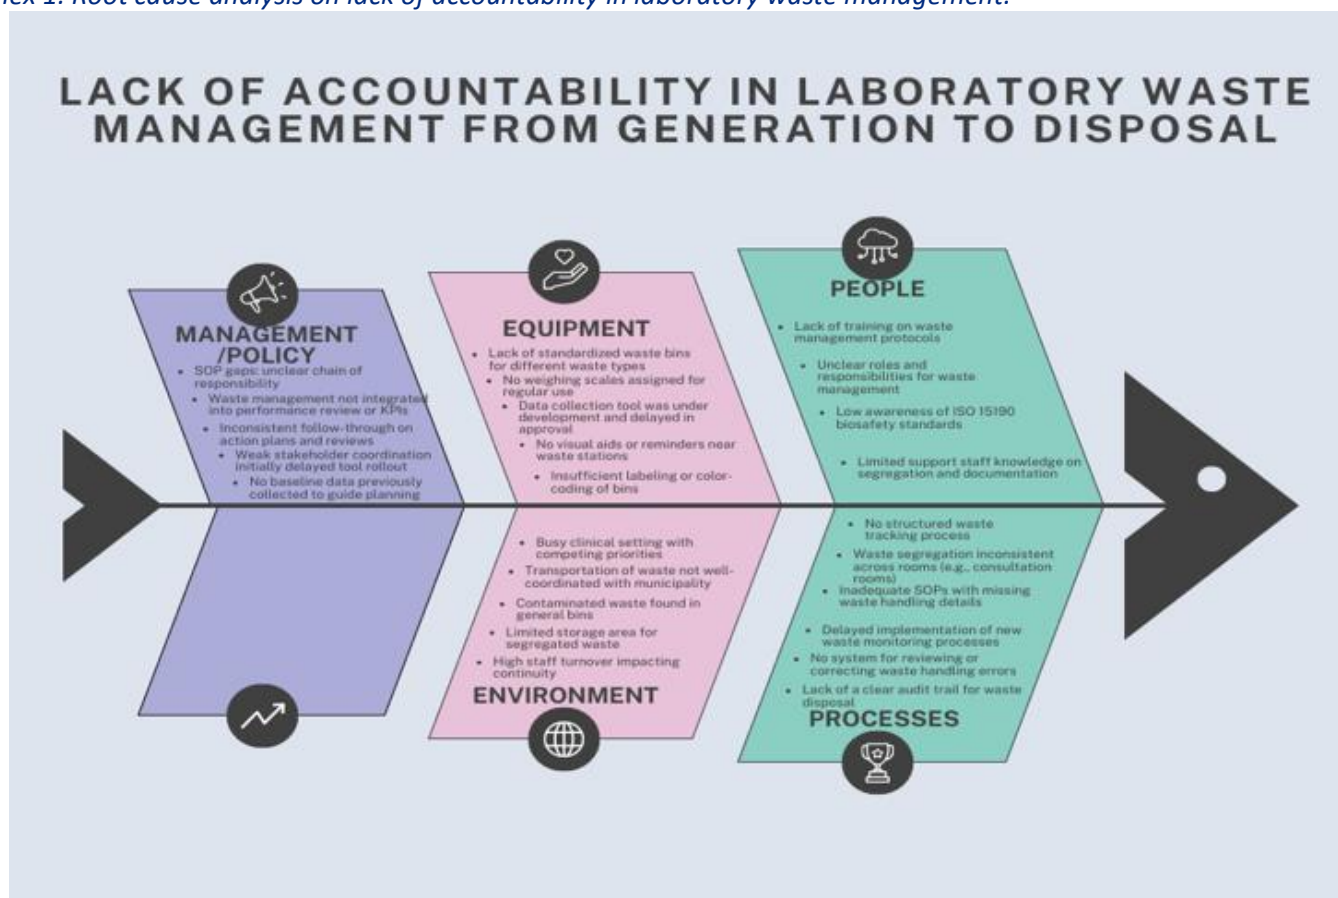 nex 1: Root cause analysis on lack of accountability in laboratory waste management.
LACK OF ACCOUNTABILITY IN LABORATORY WASTE
MANAGEMENT FROM GENERATION TO DISPOSAL
MANAGEMENT
/POLICY
• SOP gaps: unclear chain of
responsibility
• Waste management not integrated
into performance review or KPIs
• Inconsistent follow-through on
action plans and reviews
• Weak stakeholder coordination
initially delayed tool rollout
• No baseline data previously
collected to guide planning
EQUIPMENT
• Lack of standardized waste bins
for different waste types
• No weighing scales assigned for
regular use
• Data collection tool was under
development and delayed in
approval
• No visual aids or reminders near
waste stations
• Insufficient labeling or color-
coding of bins
PEOPLE
• Lack of training on waste
management protocols
• Unclear roles and
responsibilities for waste
management
• Low awareness of ISO 15190
biosafety standards
• Limited support staff knowledge on
segregation and documentation
• Busy clinical setting with
competing priorities
• Transportation of waste not well-
coordinated with municipality
• Contaminated waste found in
general bins
• Limited storage area for
segregated waste
• High staff turnover impacting
continuity
ENVIRONMENT
• No structured waste
tracking process
• Waste segregation inconsistent
across rooms (e.g., consultation
rooms)
• Inadequate SOPs with missing
waste handling details
• Delayed implementation of new
waste monitoring processes
• No system for reviewing or
correcting waste handling errors
• Lack of a clear audit trail for waste
disposal
PROCESSES